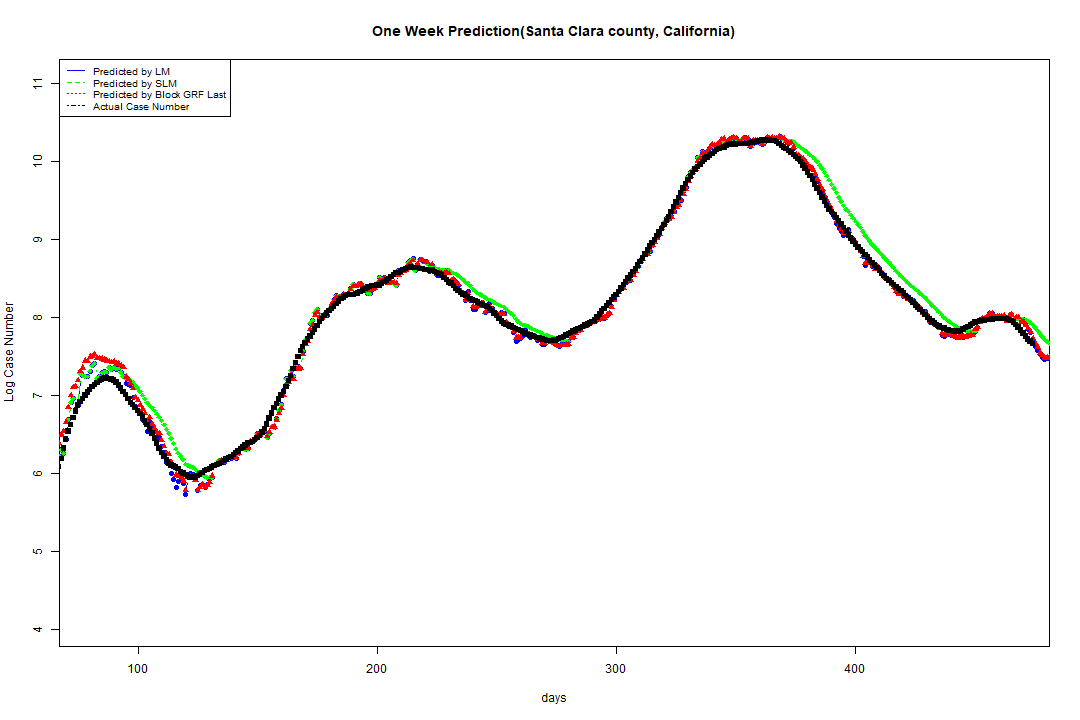 One Week Prediction(Santa Clara county, California)
Predicted by LM
Predicted by SLM
Predicted by Block GRF Last
Actual Case Number
11
10
9
8
7
6
5
4
Log Case Number
100 200 300 400
days